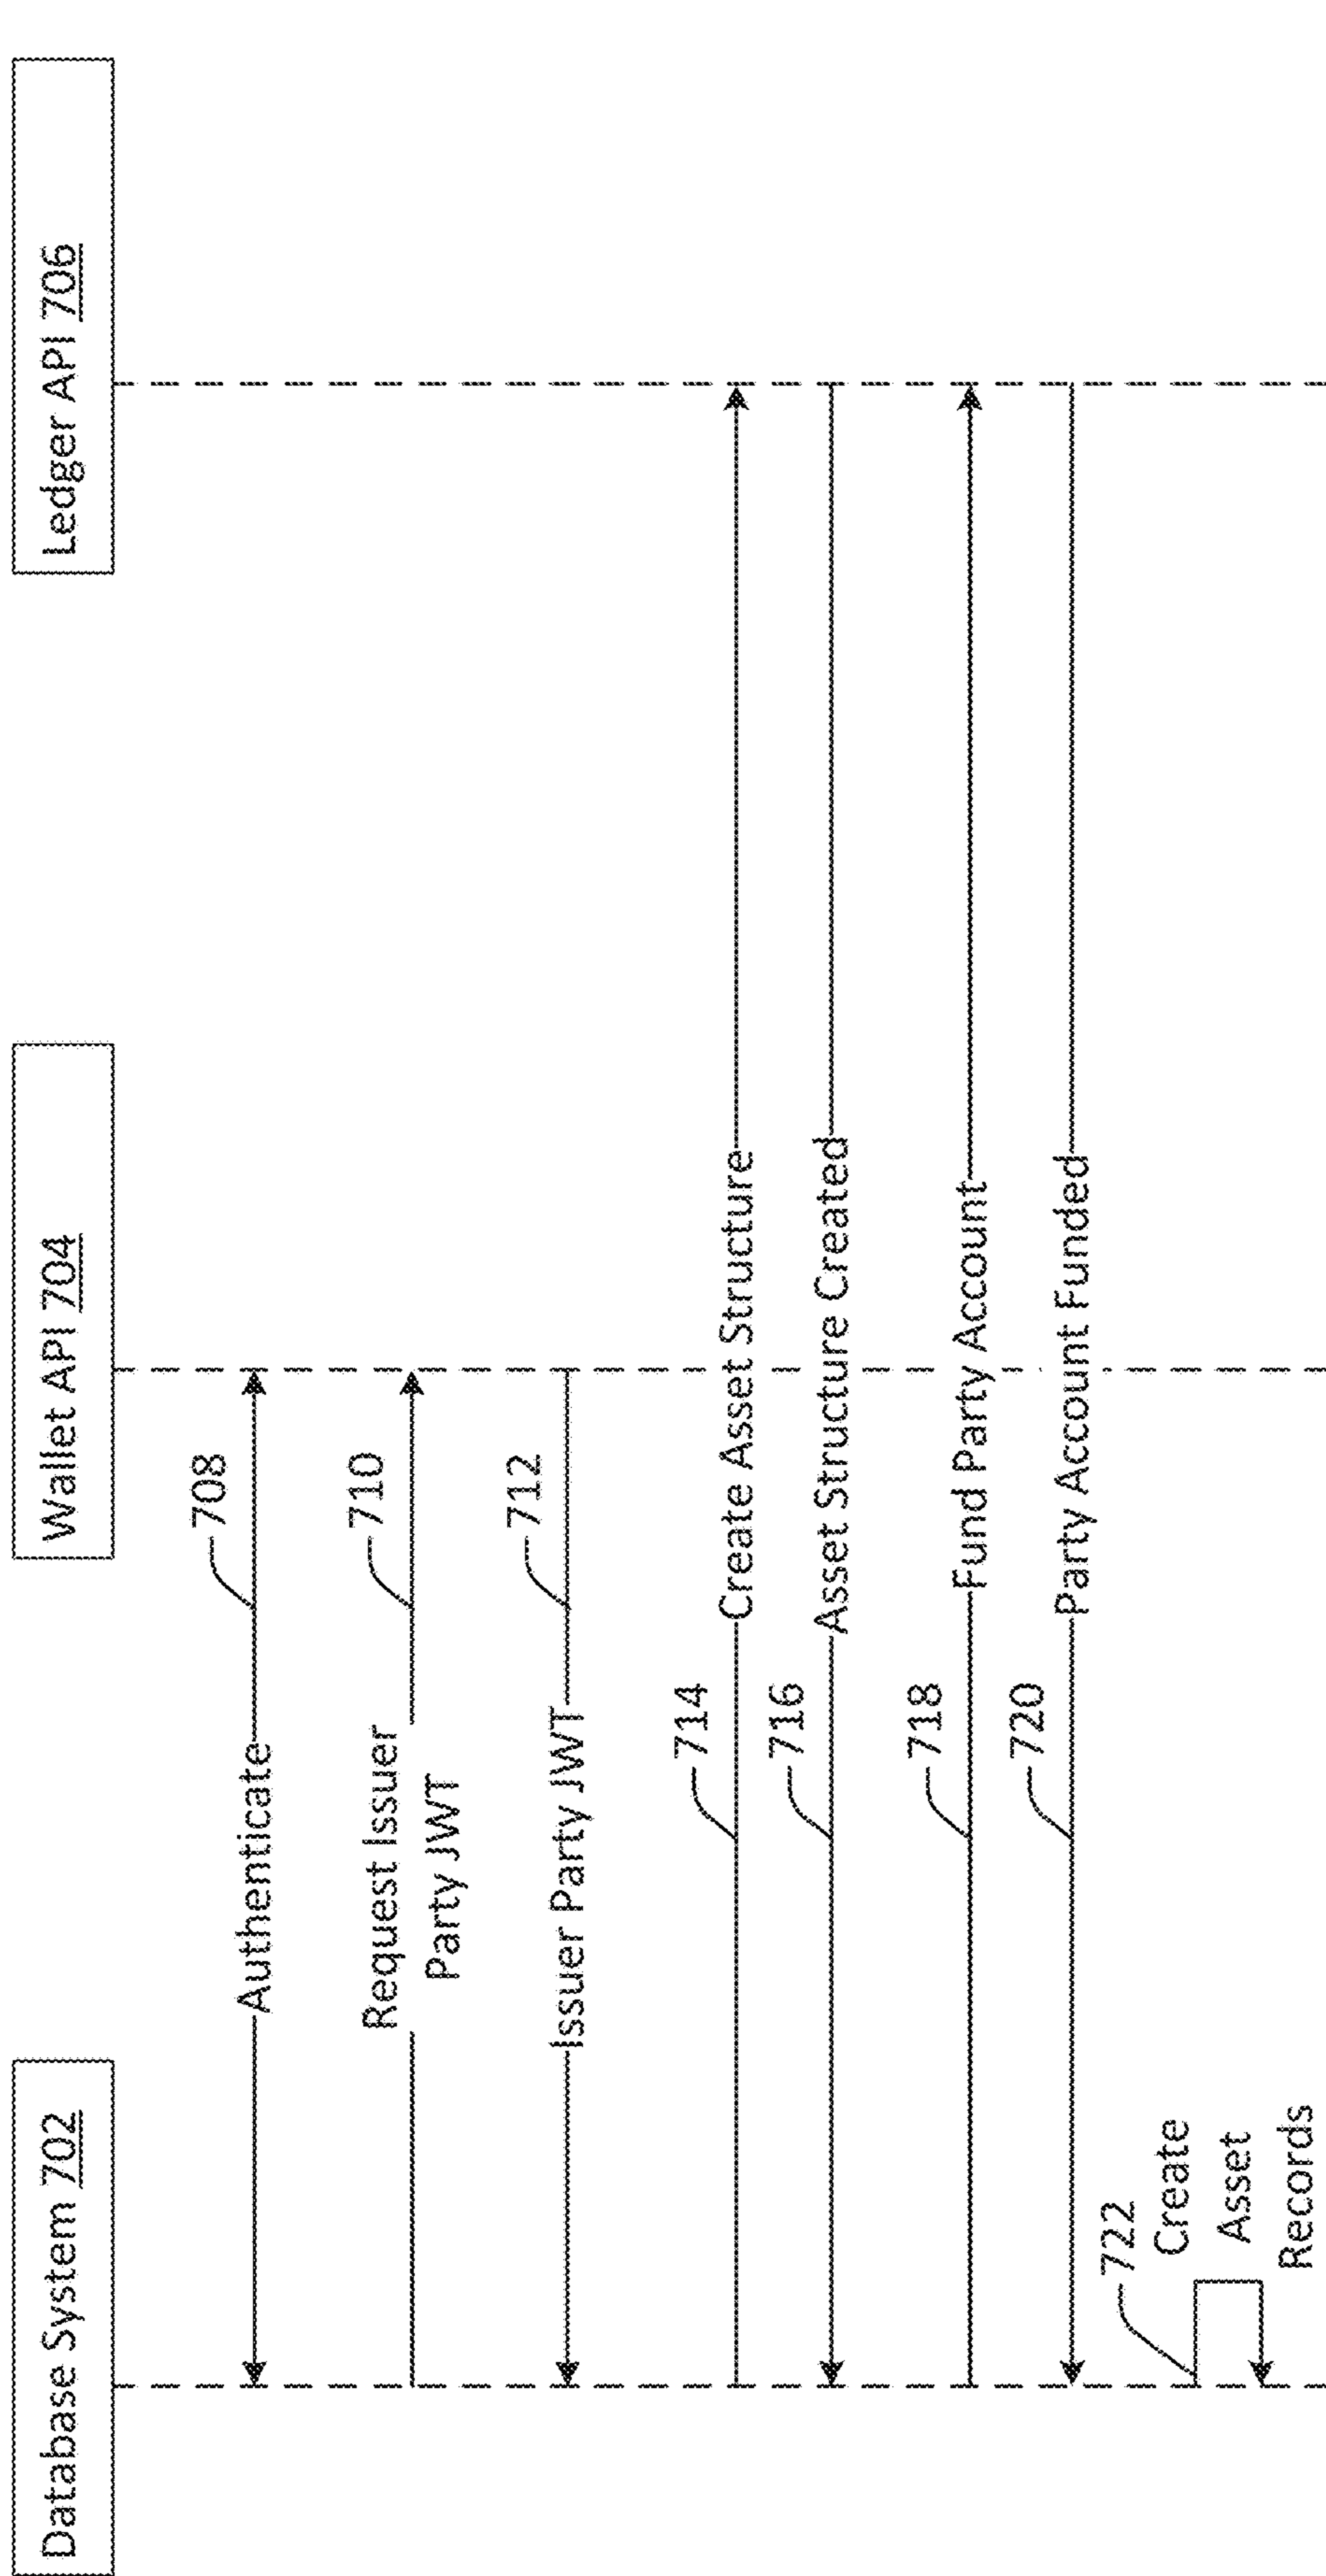 Database System 702
Wallet API 704
Ledger API 706
708
Authenticate
710
Request Issuer
Party JWT
712
Issuer Party JWT
714
Create Asset Structure
716
Asset Structure Created
718
Fund Party Account
720
Party Account Funded
722
Create
Asset
Records